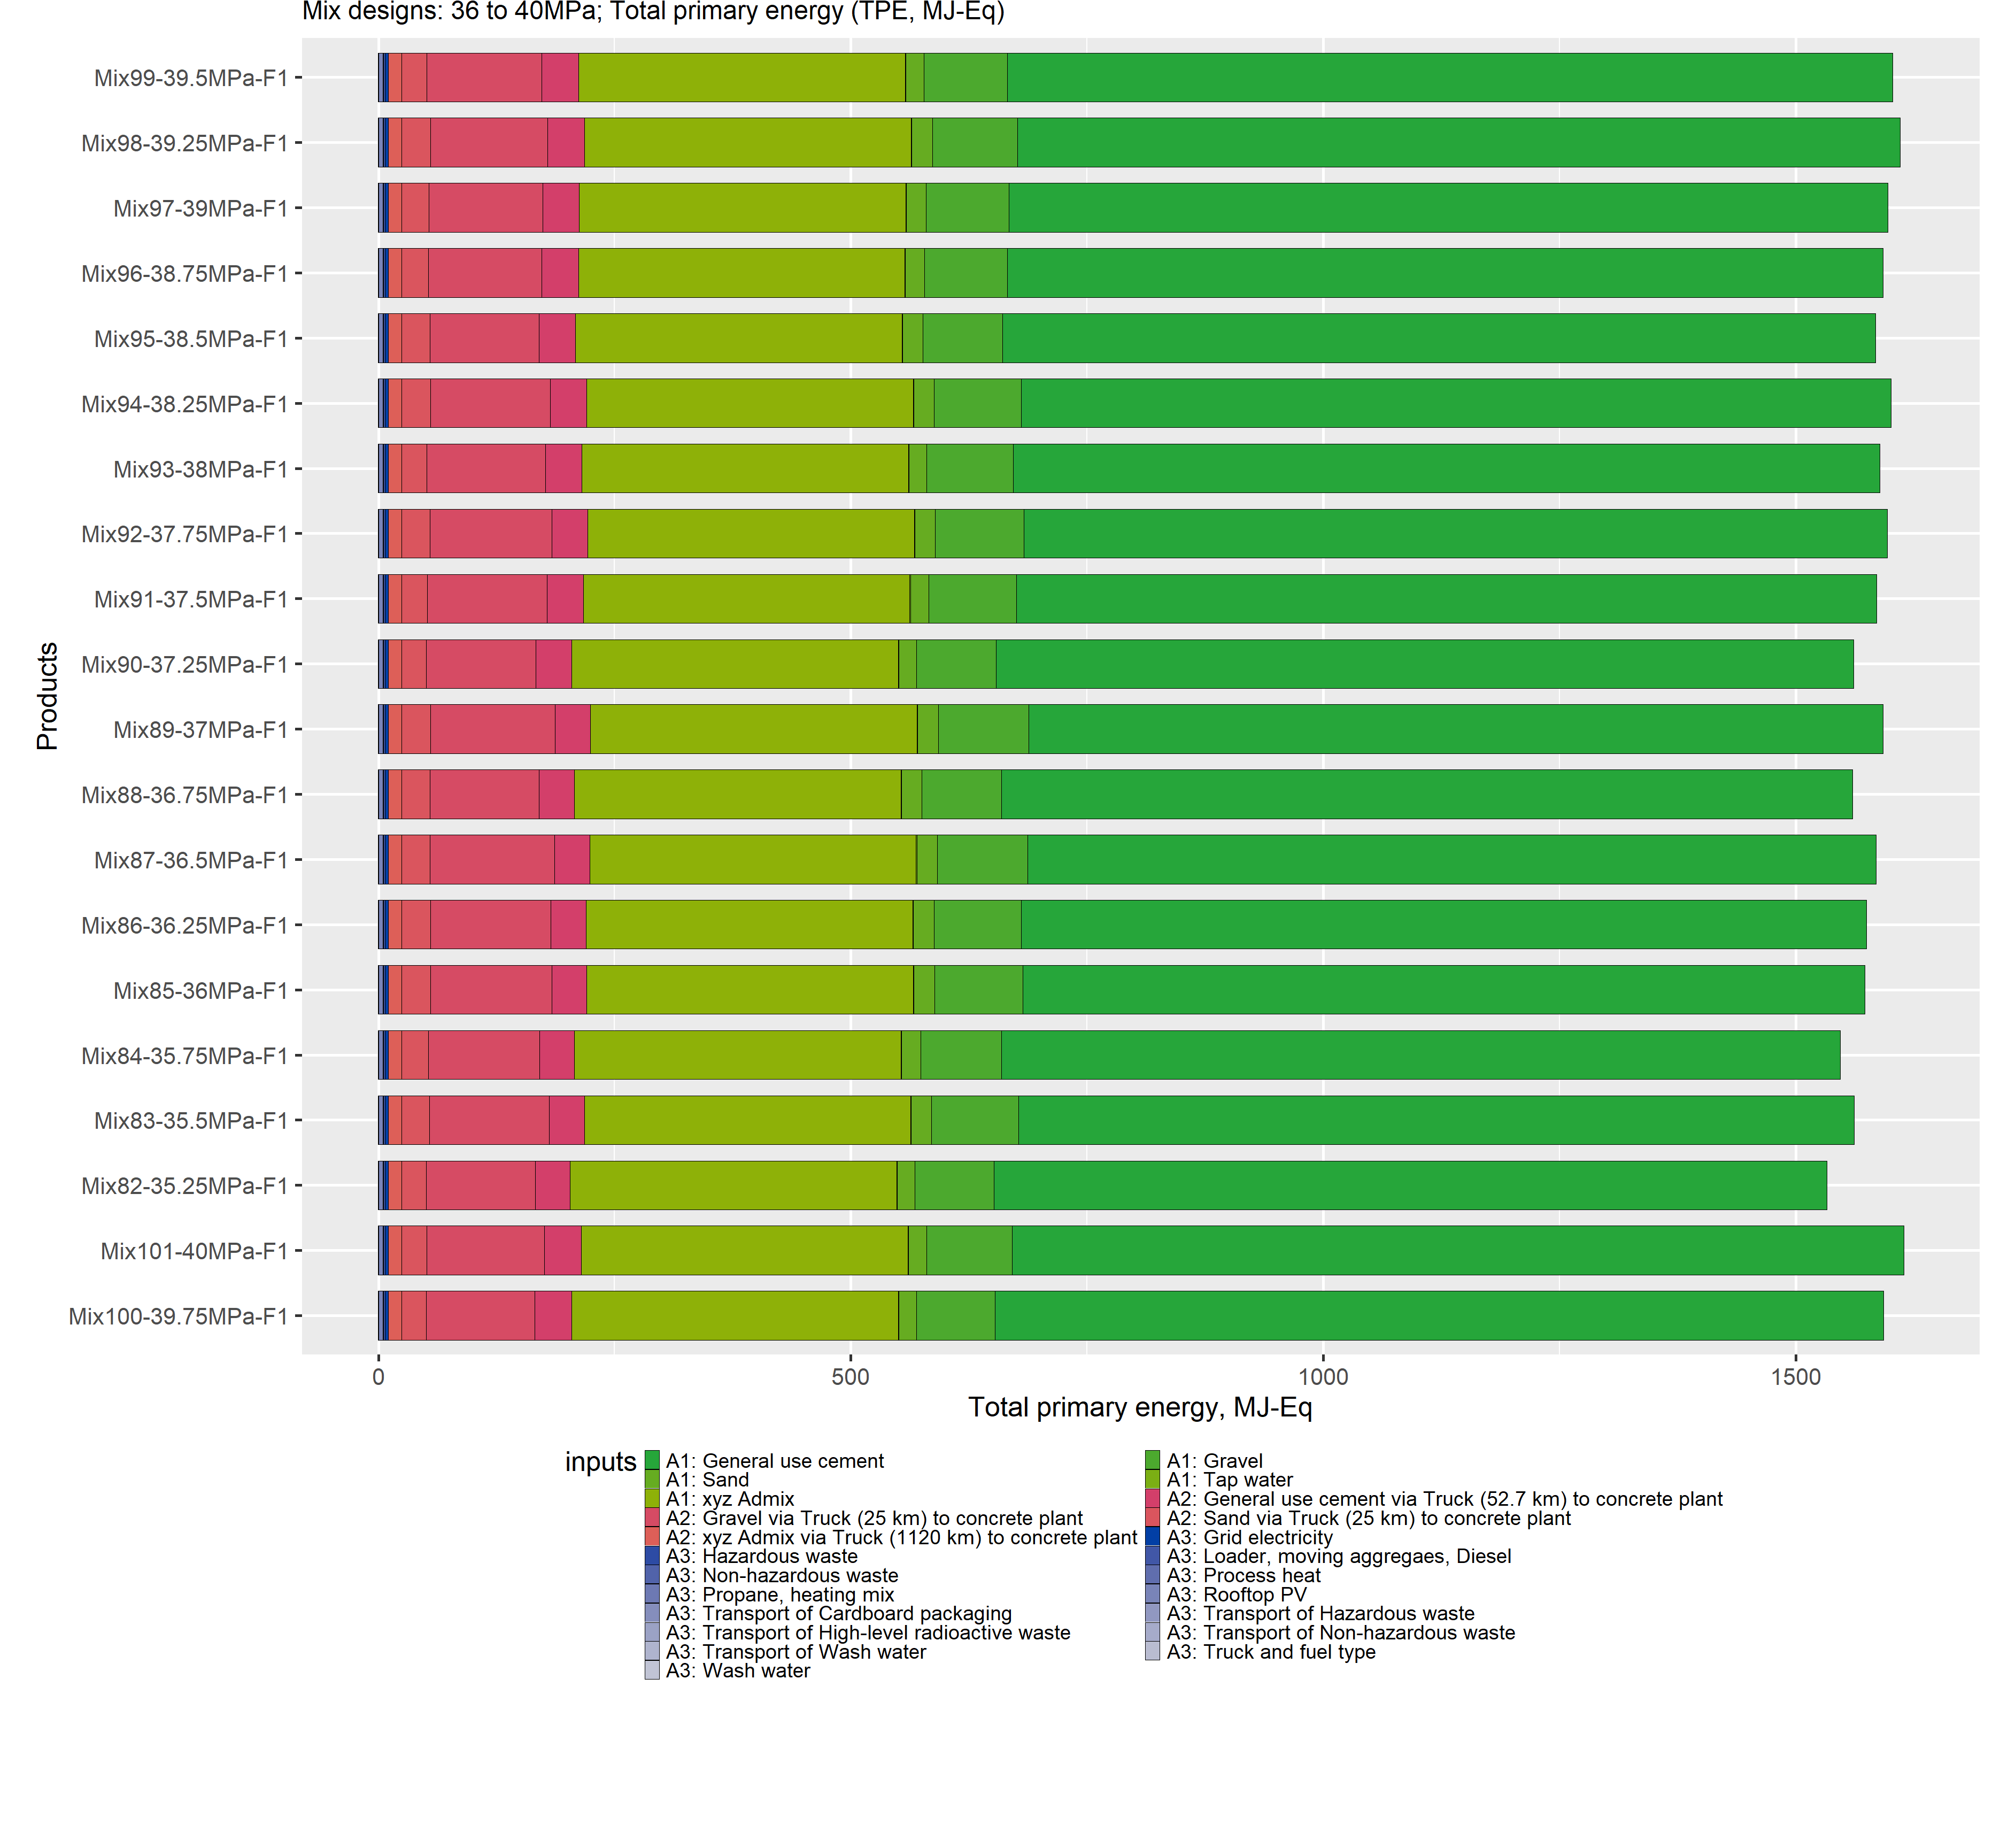 Mix designs: 36 to 40MPa; Total primary energy (TPE, MJ-Eq)
Products
Mix99-39.5MPa-F1
Mix98-39.25MPa-F1
Mix97-39MPa-F1
Mix96-38.75MPa-F1
Mix95-38.5MPa-F1
Mix94-38.25MPa-F1
Mix93-38MPa-F1
Mix92-37.75MPa-F1
Mix91-37.5MPa-F1
Mix90-37.25MPa-F1
Mix89-37MPa-F1
Mix88-36.75MPa-F1
Mix87-36.5MPa-F1
Mix86-36.25MPa-F1
Mix85-36MPa-F1
Mix84-35.75MPa-F1
Mix83-35.5MPa-F1
Mix82-35.25MPa-F1
Mix101-40MPa-F1
Mix100-39.75MPa-F1
0 500 1000 1500
Total primary energy, MJ-Eq
inputs
A1: General use cement
A1: Gravel
A1: Sand
A1: Tap water
A1: xyz Admix
A2: General use cement via Truck (52.7 km) to concrete plant
A2: Gravel via Truck (25 km) to concrete plant
A2: Sand via Truck (25 km) to concrete plant
A2: xyz Admix via Truck (1120 km) to concrete plant
A3: Grid electricity
A3: Hazardous waste
A3: Loader, moving aggregaes, Diesel
A3: Non-hazardous waste
A3: Process heat
A3: Propane, heating mix
A3: Rooftop PV
A3: Transport of Cardboard packaging
A3: Transport of Hazardous waste
A3: Transport of High-level radioactive waste
A3: Transport of Non-hazardous waste
A3: Transport of Wash water
A3: Truck and fuel type
A3: Wash water